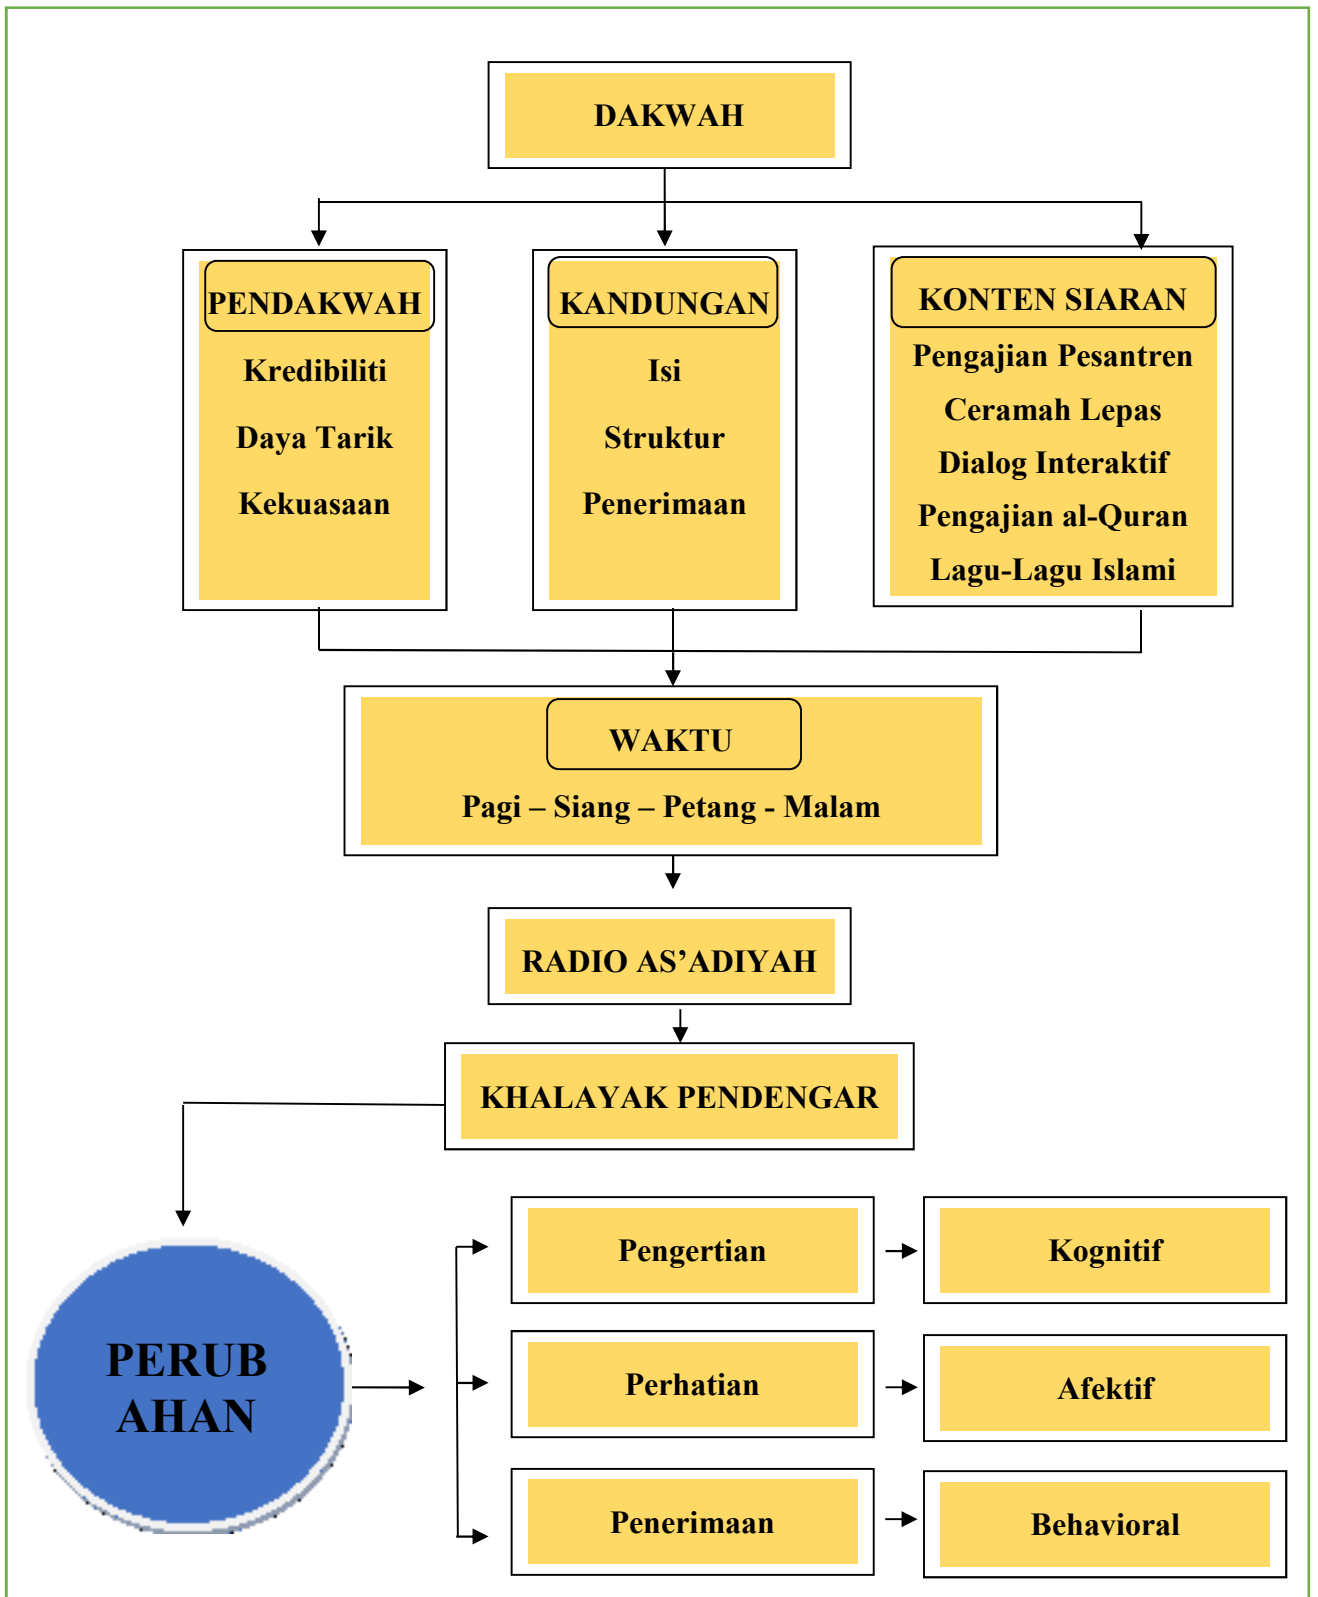 DAKWAH
PENDAKWAH
Kredibiliti
Daya Tarik
Kekuasaan
KANDUNGAN
Isi
Struktur
Penerimaan
KONTEN SIARAN
Pengajian Pesantren
Ceramah Lepas
Dialog Interaktif
Pengajian al-Quran
Lagu-Lagu Islami
WAKTU
Pagi – Siang – Petang - Malam
RADIO AS’ADIYAH
KHALAYAK PENDENGAR
PERUB
AHAN
Pengertian
Kognitif
Perhatian
Afektif
Penerimaan
Behavioral